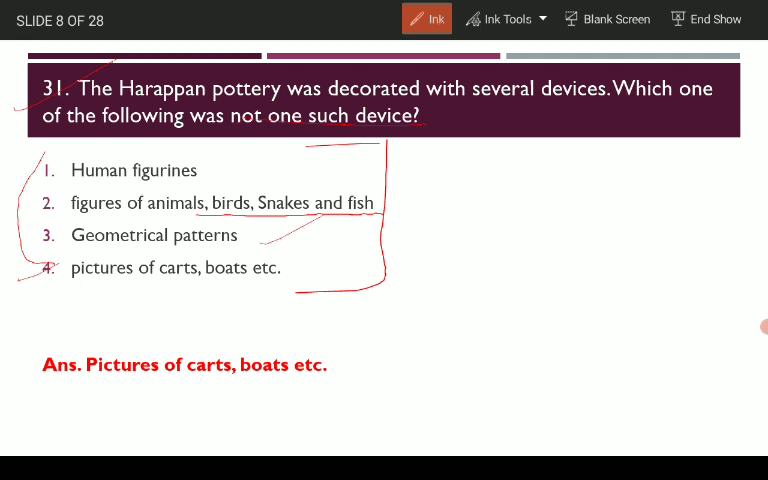 SLIDE 8 OF 28
Ink
Ink Tools
Blank Screen
End Show
31. The Harappan pottery was decorated with several devices. Which one
of the following was not one such device?
1. Human figurines
2. figures of animals, birds, Snakes and fish
3. Geometrical patterns
4. pictures of carts, boats etc.
Ans. Pictures of carts, boats etc.